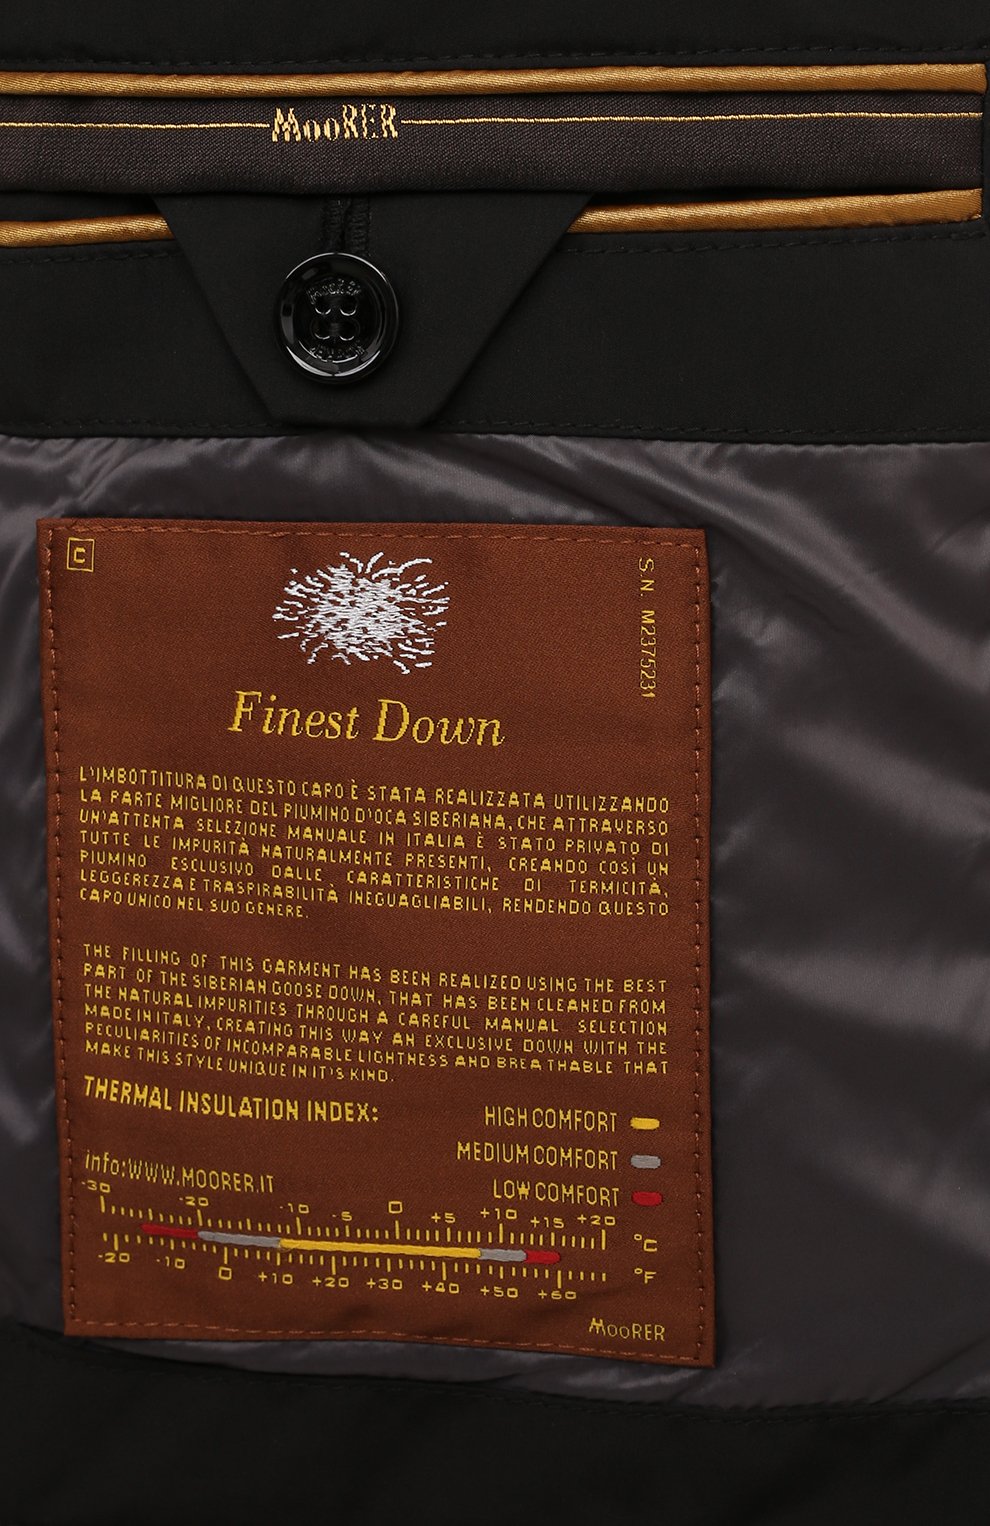 MooRER
MooRER
C
S.N. M2375231
Finest Down
L'IMBOTTITURA DI QUESTO CAPO È STATA REALIZZATA UTILIZZANDO
LA PARTE MIGLIORE DEL PIUMINO D'OCA SIBERIANA, CHE ATTRAVERSO
UN'ATTENTA SELEZIONE MANUALE IN ITALIA È STATO PRIVATO DI
TUTTE LE IMPURITÀ NATURALMENTE PRESENTI, CREANDO COSÌ UN
PIUMINO ESCLUSIVO DALLE CARATTERISTICHE DI TERMICITÀ,
LEGGEREZZA E TRASPIRABILITÀ INEGUAGLIABILI, RENDENDO QUESTO
CAPO UNICO NEL SUO GENERE.
THE FILLING OF THIS GARMENT HAS BEEN REALIZED USING THE BEST
PART OF THE SIBERIAN GOOSE DOWN, THAT HAS BEEN CLEANED FROM
THE NATURAL IMPURITIES THROUGH A CAREFUL MANUAL SELECTION
MADE IN ITALY, CREATING THIS WAY AN EXCLUSIVE DOWN WITH THE
PECULIARITIES OF INCOMPARABLE LIGHTNESS AND BREATHABLE THAT
MAKE THIS STYLE UNIQUE IN IT'S KIND.
THERMAL INSULATION INDEX:
HIGH COMFORT
MEDIUM COMFORT
LOW COMFORT
info:WWW.MOORER.IT
-30 -20 -10 -5 0 +5 +10 +15 +20
°C
-20 -10 0 +10 +20 +30 +40 +50 +60
°F
MooRER